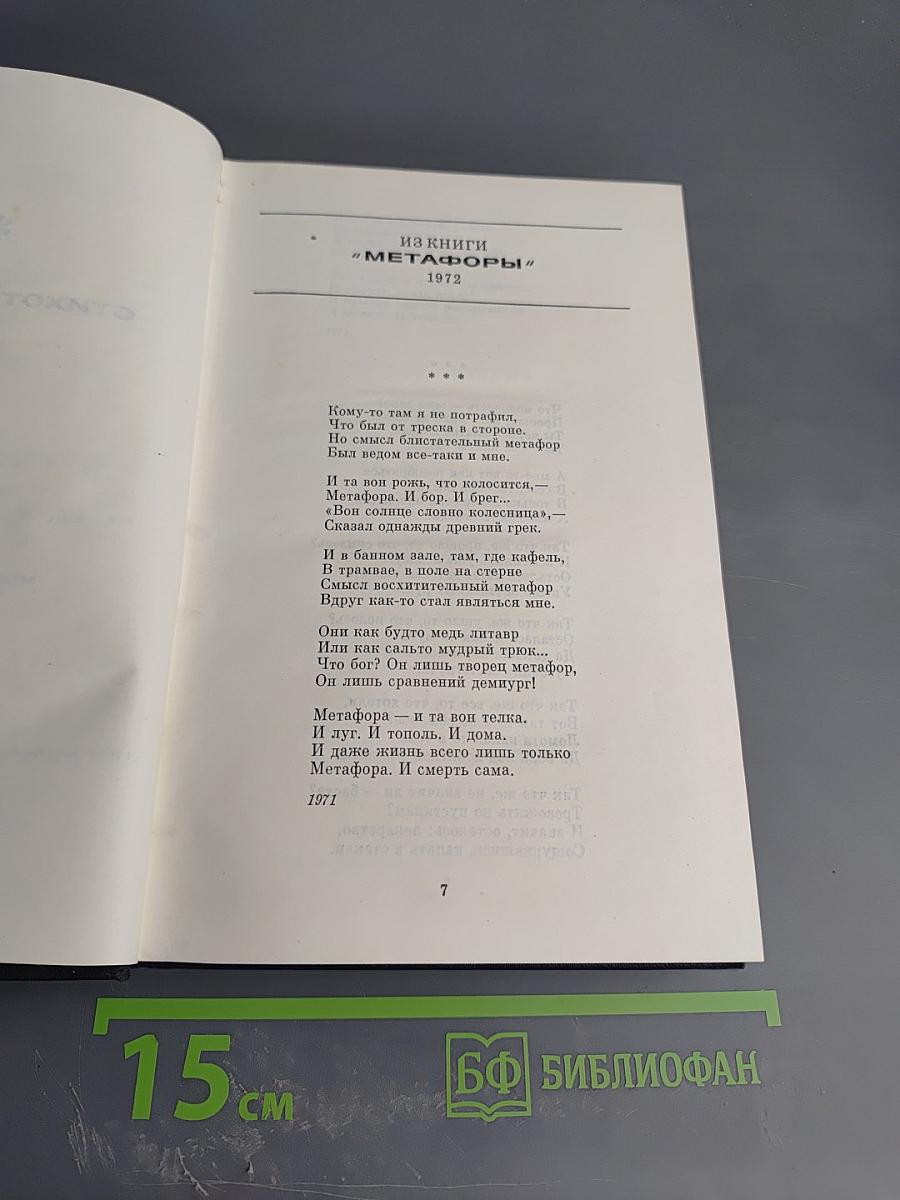 СТИХОТ
ИЗ КНИГИ
"МЕТАФОРЫ"
1972
* * *
Кому-то там я не потрафил,
Что был от треска в стороне.
Но смысл блистательный метафор
Был ведом все-таки и мне.
И та вон рожь, что колосится,—
Метафора. И бор. И брег...
«Вон солнце словно колесница»,—
Сказал однажды древний грек.
И в банном зале, там, где кафель,
В трамвае, в поле на стерне
Смысл восхитительный метафор
Вдруг как-то стал являться мне.
Они как будто медь литавр
Или как сальто мудрый трюк...
Что бог? Он лишь творец метафор,
Он лишь сравнений демиург!
Метафора — и та вон телка.
И луг. И тополь. И дома.
И даже жизнь всего лишь только
Метафора. И смерть сама.
1971
7
15 см
БФ БИБЛИОФАН